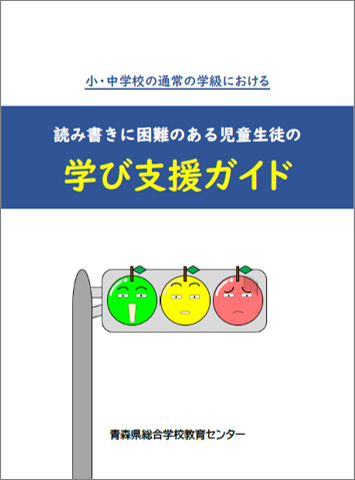 小・中学校の通常の学級における
読み書きに困難のある児童生徒の
学び支援ガイド
青森県総合学校教育センター